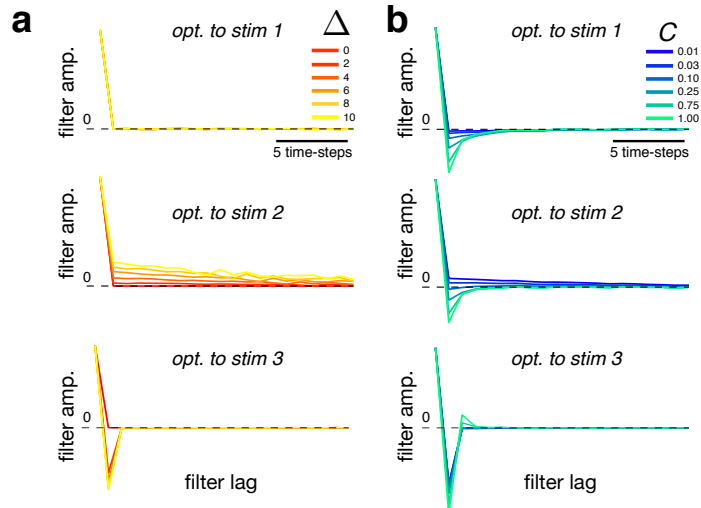 a
opt. to stim 1
Δ
0
2
4
6
8
10
filter amp.
0
5 time-steps
opt. to stim 2
filter amp.
0
opt. to stim 3
filter amp.
0
filter lag
b
opt. to stim 1
C
0.01
0.03
0.10
0.25
0.75
1.00
filter amp.
0
5 time-steps
opt. to stim 2
filter amp.
0
opt. to stim 3
filter amp.
0
filter lag